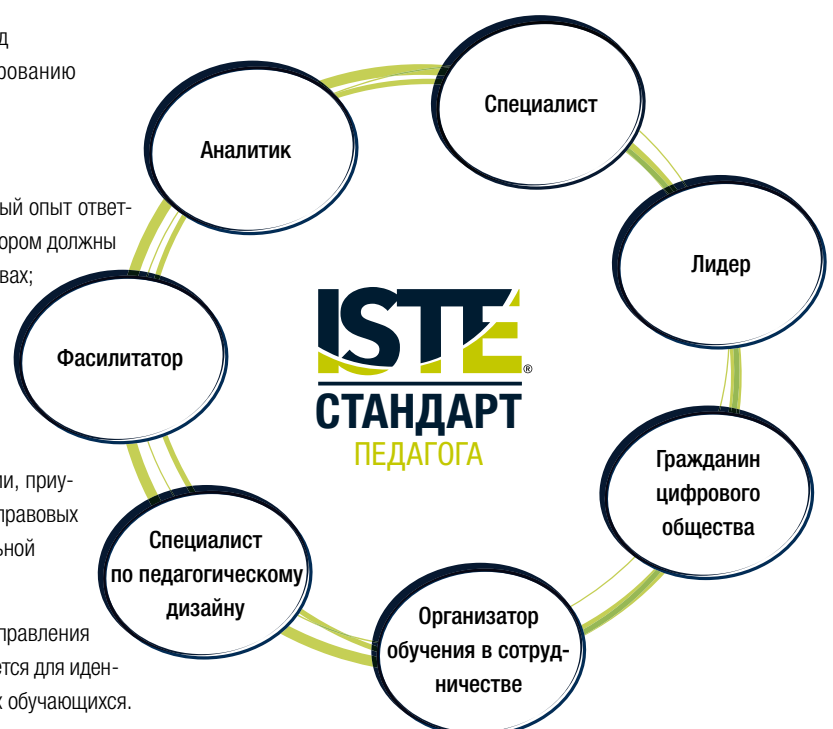 д
рованию
ый опыт ответ-
ором должны
вах;
ии, приу-
правовых
ьной
правления
ется для иден-
х обучающихся.
Специалист
Аналитик
Лидер
Фасилитатор
ISTE®
СТАНДАРТ
ПЕДАГОГА
Гражданин
цифрового
общества
Специалист
по педагогическому
дизайну
Организатор
обучения в сотруд-
ничестве